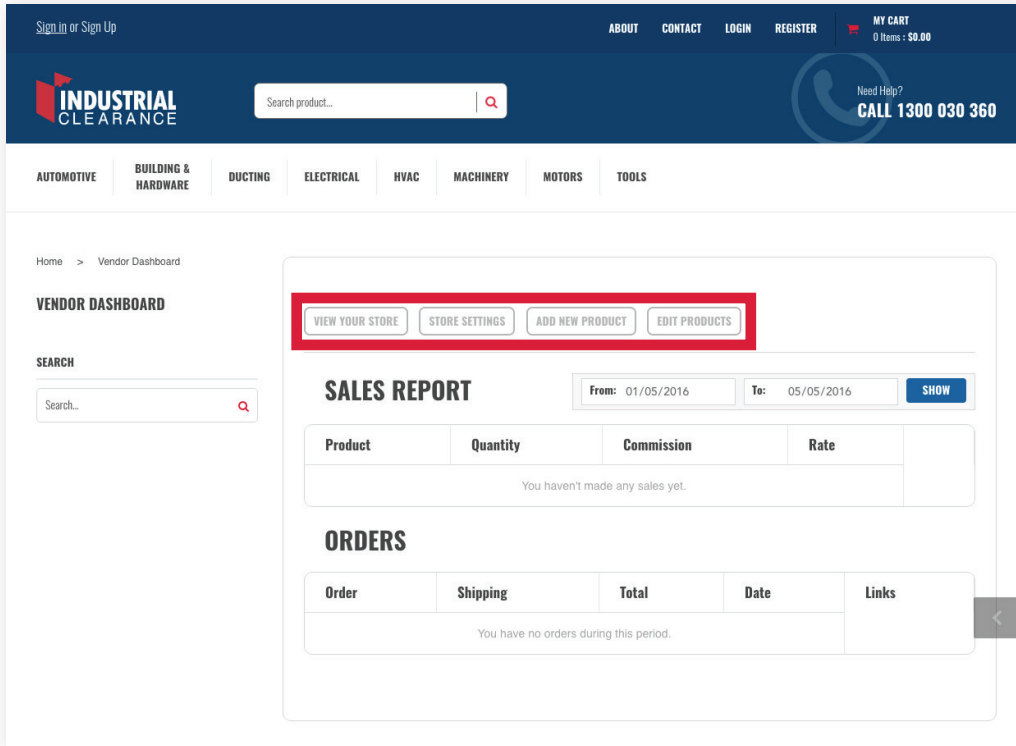 Sign in or Sign Up
ABOUT CONTACT LOGIN REGISTER
MY CART
0 Items : $0.00
INDUSTRIAL
CLEARANCE
Search product...
Need Help?
CALL 1300 030 360
AUTOMOTIVE
BUILDING &
HARDWARE
DUCTING ELECTRICAL HVAC MACHINERY MOTORS TOOLS
Home > Vendor Dashboard
VENDOR DASHBOARD
SEARCH
Search...
VIEW YOUR STORE STORE SETTINGS ADD NEW PRODUCT EDIT PRODUCTS
SALES REPORT
From: 01/05/2016 To: 05/05/2016 SHOW
Product Quantity Commission Rate
You haven't made any sales yet.
ORDERS
Order Shipping Total Date Links
You have no orders during this period.